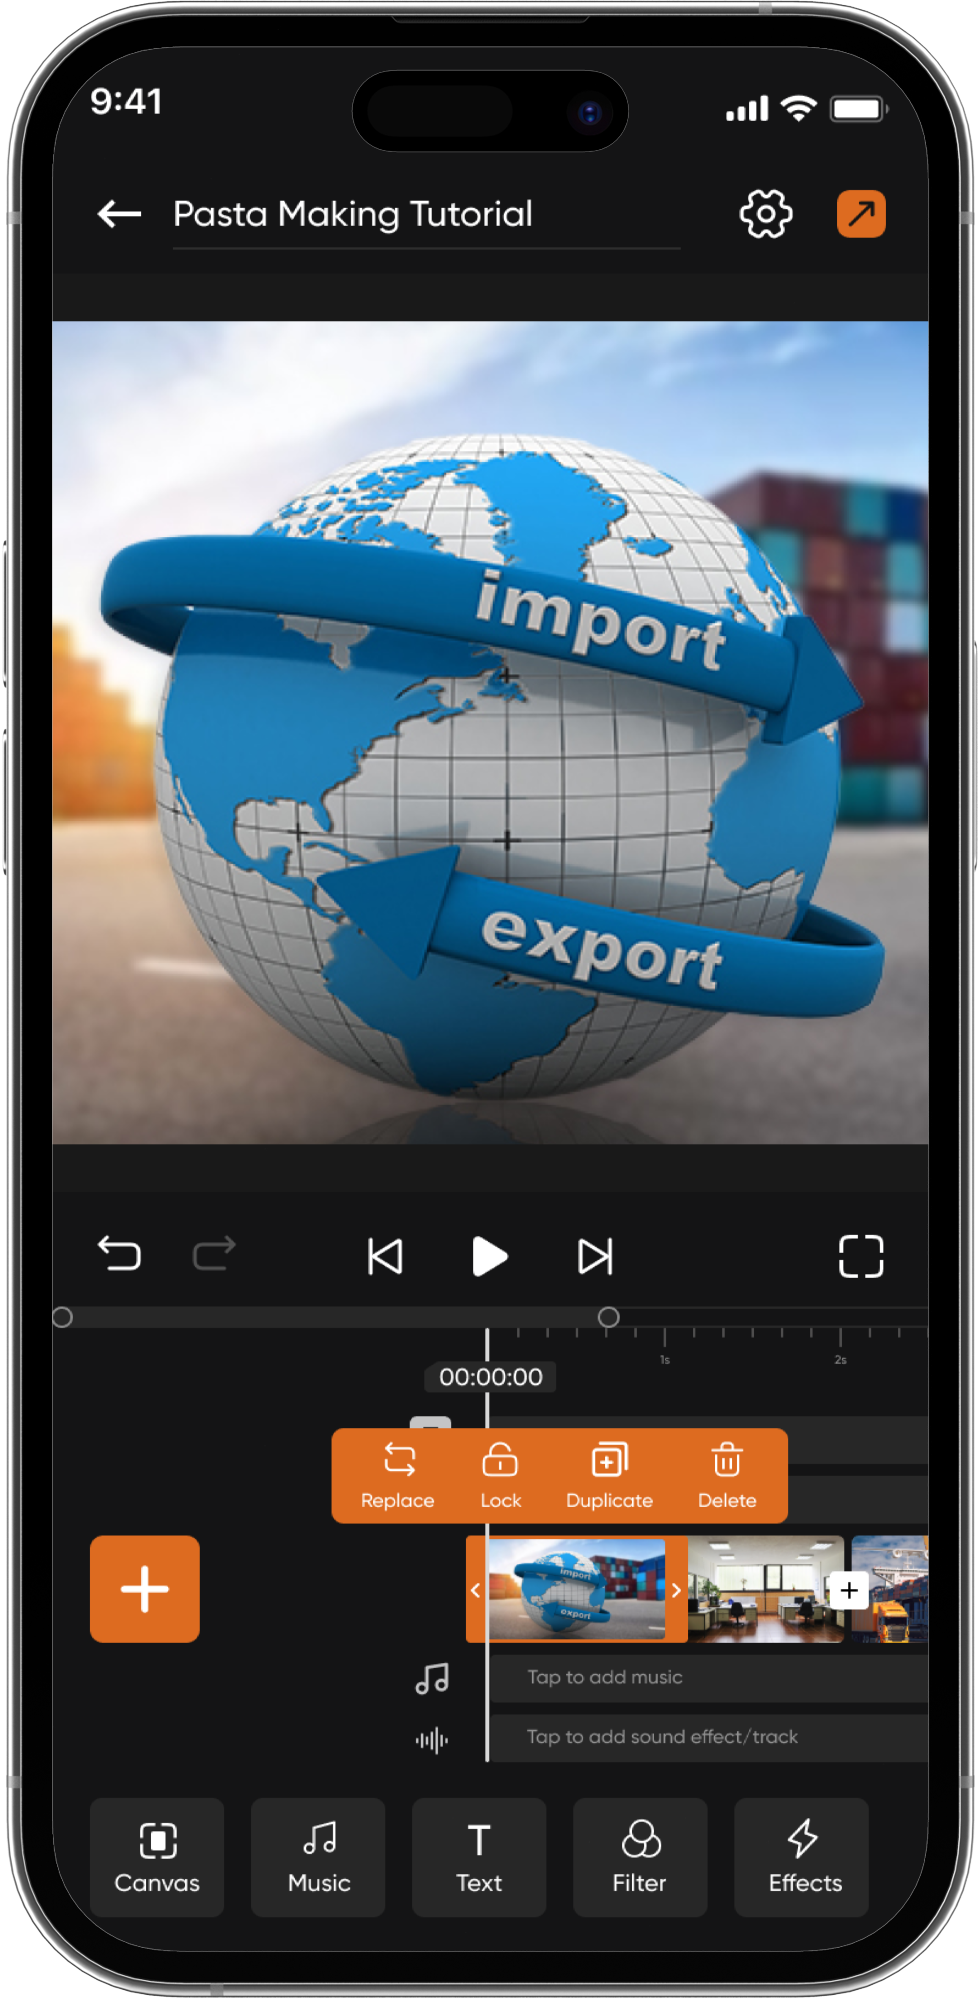 9:41
Pasta Making Tutorial
import
export
1s
2s
00:00:00
Replace
Lock
Duplicate
Delete
import
export
Tap to add music
Tap to add sound effect/track
Canvas
Music
T
Text
Filter
Effects